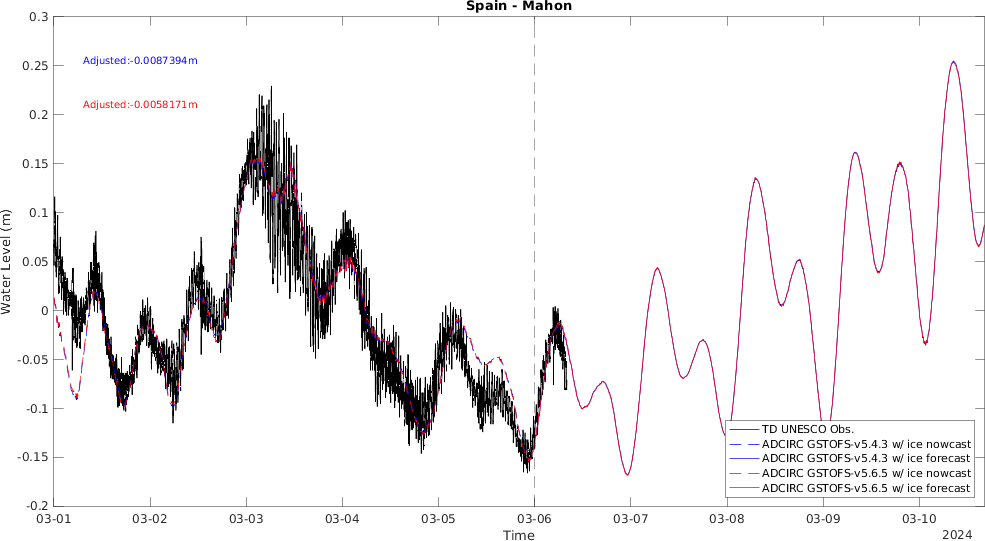 Spain - Mahon
Adjusted:-0.0087394m
Adjusted:-0.0058171m
0.3
0.25
0.2
0.15
0.1
0.05
0
-0.05
-0.1
-0.15
-0.2
Water Level (m)
TD UNESCO Obs.
ADCIRC GSTOFS-v5.4.3 w/ ice nowcast
ADCIRC GSTOFS-v5.4.3 w/ ice forecast
ADCIRC GSTOFS-v5.6.5 w/ ice nowcast
ADCIRC GSTOFS-v5.6.5 w/ ice forecast
03-01 03-02 03-03 03-04 03-05 03-06 03-07 03-08 03-09 03-10
Time
2024